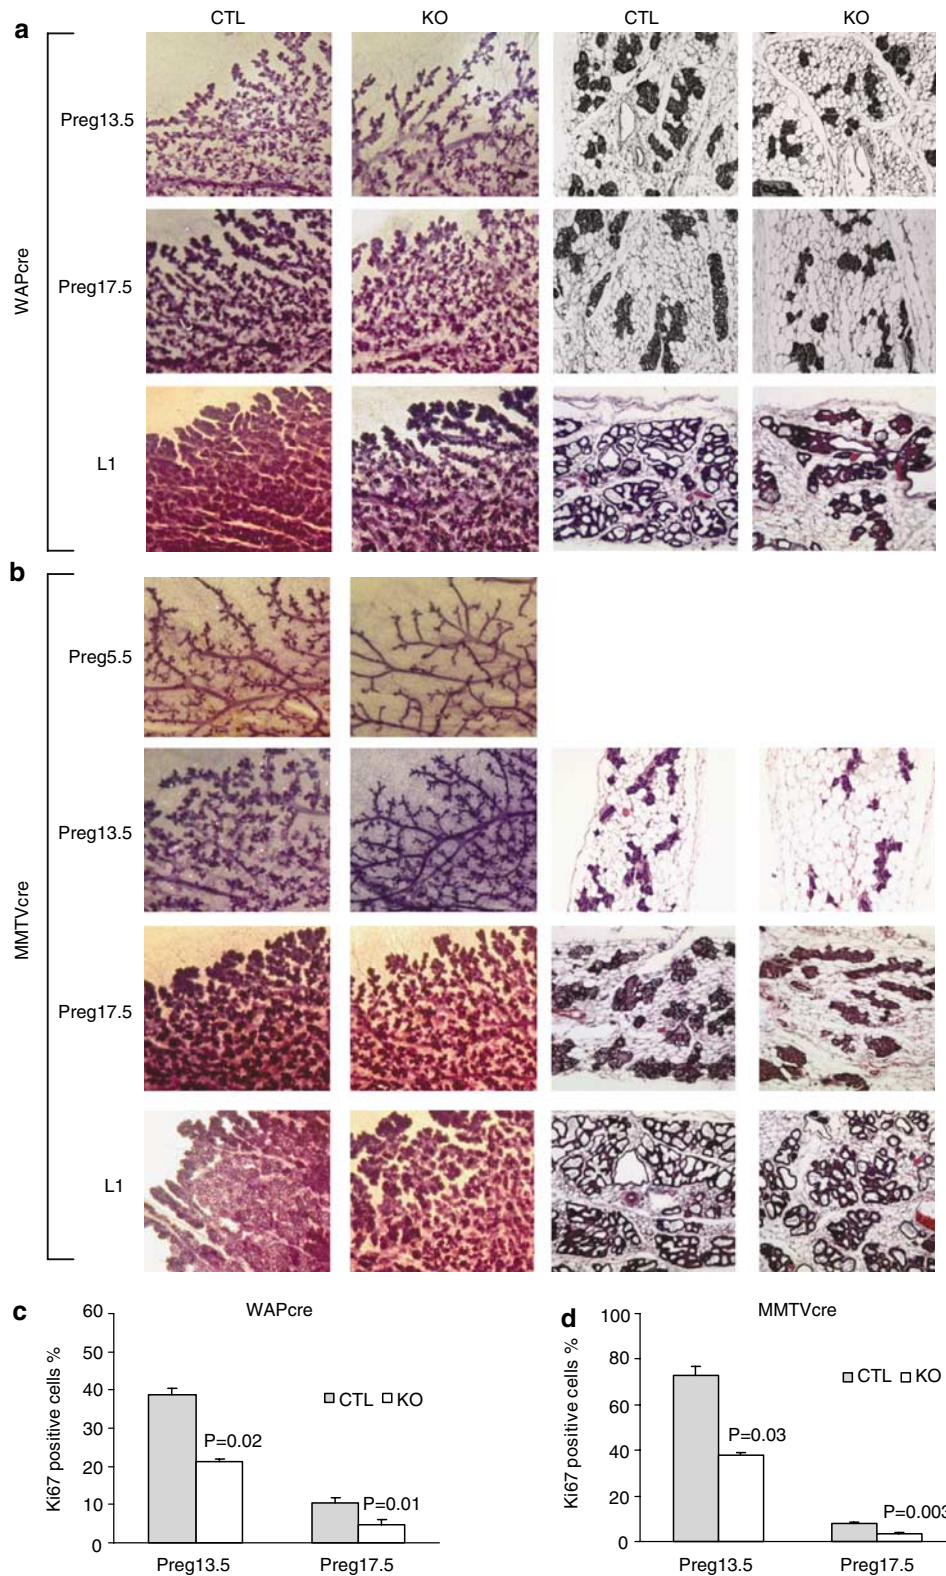 CTL KO CTL KO
a
Preg13.5
WAPcre
Preg17.5
L1
b
Preg5.5
Preg13.5
MMTVcre
Preg17.5
L1
c WAPcre
60
50
40
30
20
10
0
Ki67 positive cells %
CTL KO
P=0.02
P=0.01
Preg13.5 Preg17.5
d MMTVcre
100
80
60
40
20
0
Ki67 positive cells %
CTL KO
P=0.03
P=0.003
Preg13.5 Preg17.5